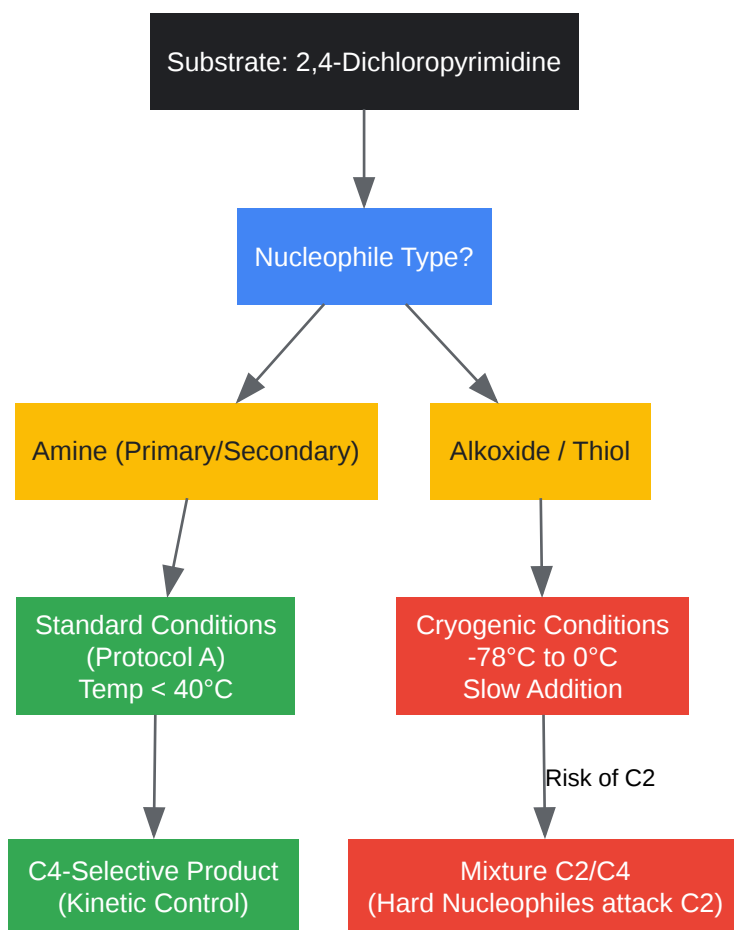 Substrate: 2,4-Dichloropyrimidine
Nucleophile Type?
Amine (Primary/Secondary)
Alkoxide / Thiol
Standard Conditions
(Protocol A)
Temp < 40°C
Cryogenic Conditions
-78°C to 0°C
Slow Addition
Risk of C2
C4-Selective Product
(Kinetic Control)
Mixture C2/C4
(Hard Nucleophiles attack C2)